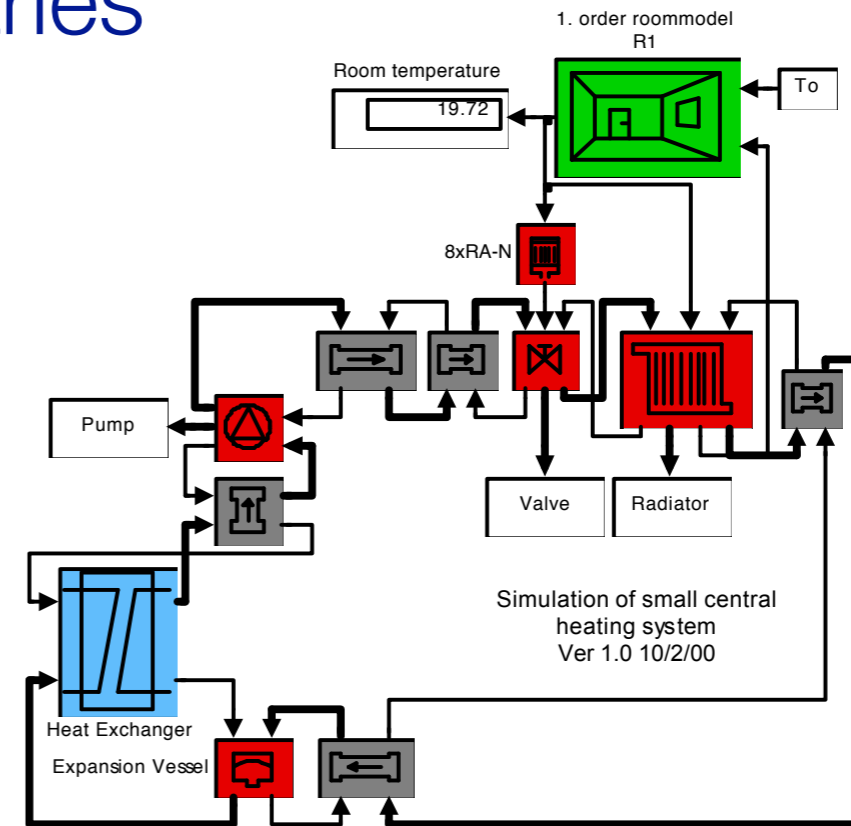 1. order roommodel
R1
Room temperature
To
19.72
8xRA-N
Pump
Valve
Radiator
Simulation of small central
heating system
Ver 1.0 10/2/00
Heat Exchanger
Expansion Vessel